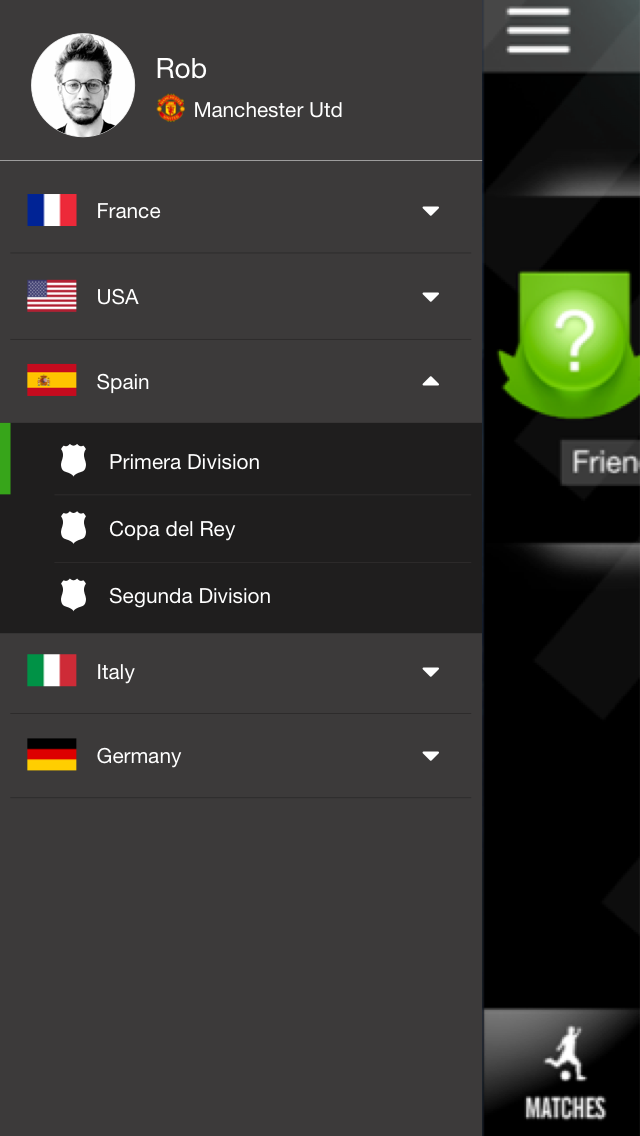 Rob
Manchester Utd
France
USA
Spain
Primera Division
Copa del Rey
Segunda Division
Italy
Germany
?
Frien
MATCHES